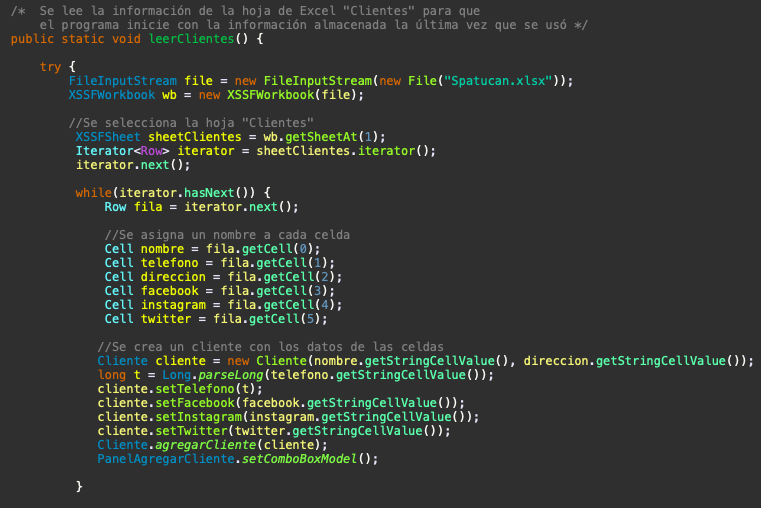 /*  Se lee la información de la hoja de Excel "Clientes" para que
el programa inicie con la información almacenada la última vez que se usó */
public static void leerClientes() {
try {
FileInputStream file = new FileInputStream(new File("Spatucan.xlsx"));
XSSFWorkbook wb = new XSSFWorkbook(file);
//Se selecciona la hoja "Clientes"
XSSFSheet sheetClientes = wb.getSheetAt(1);
Iterator<Row> iterator = sheetClientes.iterator();
iterator.next();
while(iterator.hasNext()) {
Row fila = iterator.next();
//Se asigna un nombre a cada celda
Cell nombre = fila.getCell(0);
Cell telefono = fila.getCell(1);
Cell direccion = fila.getCell(2);
Cell facebook = fila.getCell(3);
Cell instagram = fila.getCell(4);
Cell twitter = fila.getCell(5);
//Se crea un cliente con los datos de las celdas
Cliente cliente = new Cliente(nombre.getStringCellValue(), direccion.getStringCellValue());
long t = Long.parseLong(telefono.getStringCellValue());
cliente.setTelefono(t);
cliente.setFacebook(facebook.getStringCellValue());
cliente.setInstagram(instagram.getStringCellValue());
cliente.setTwitter(twitter.getStringCellValue());
Cliente.agregarCliente(cliente);
PanelAgregarCliente.setComboBoxModel();
}